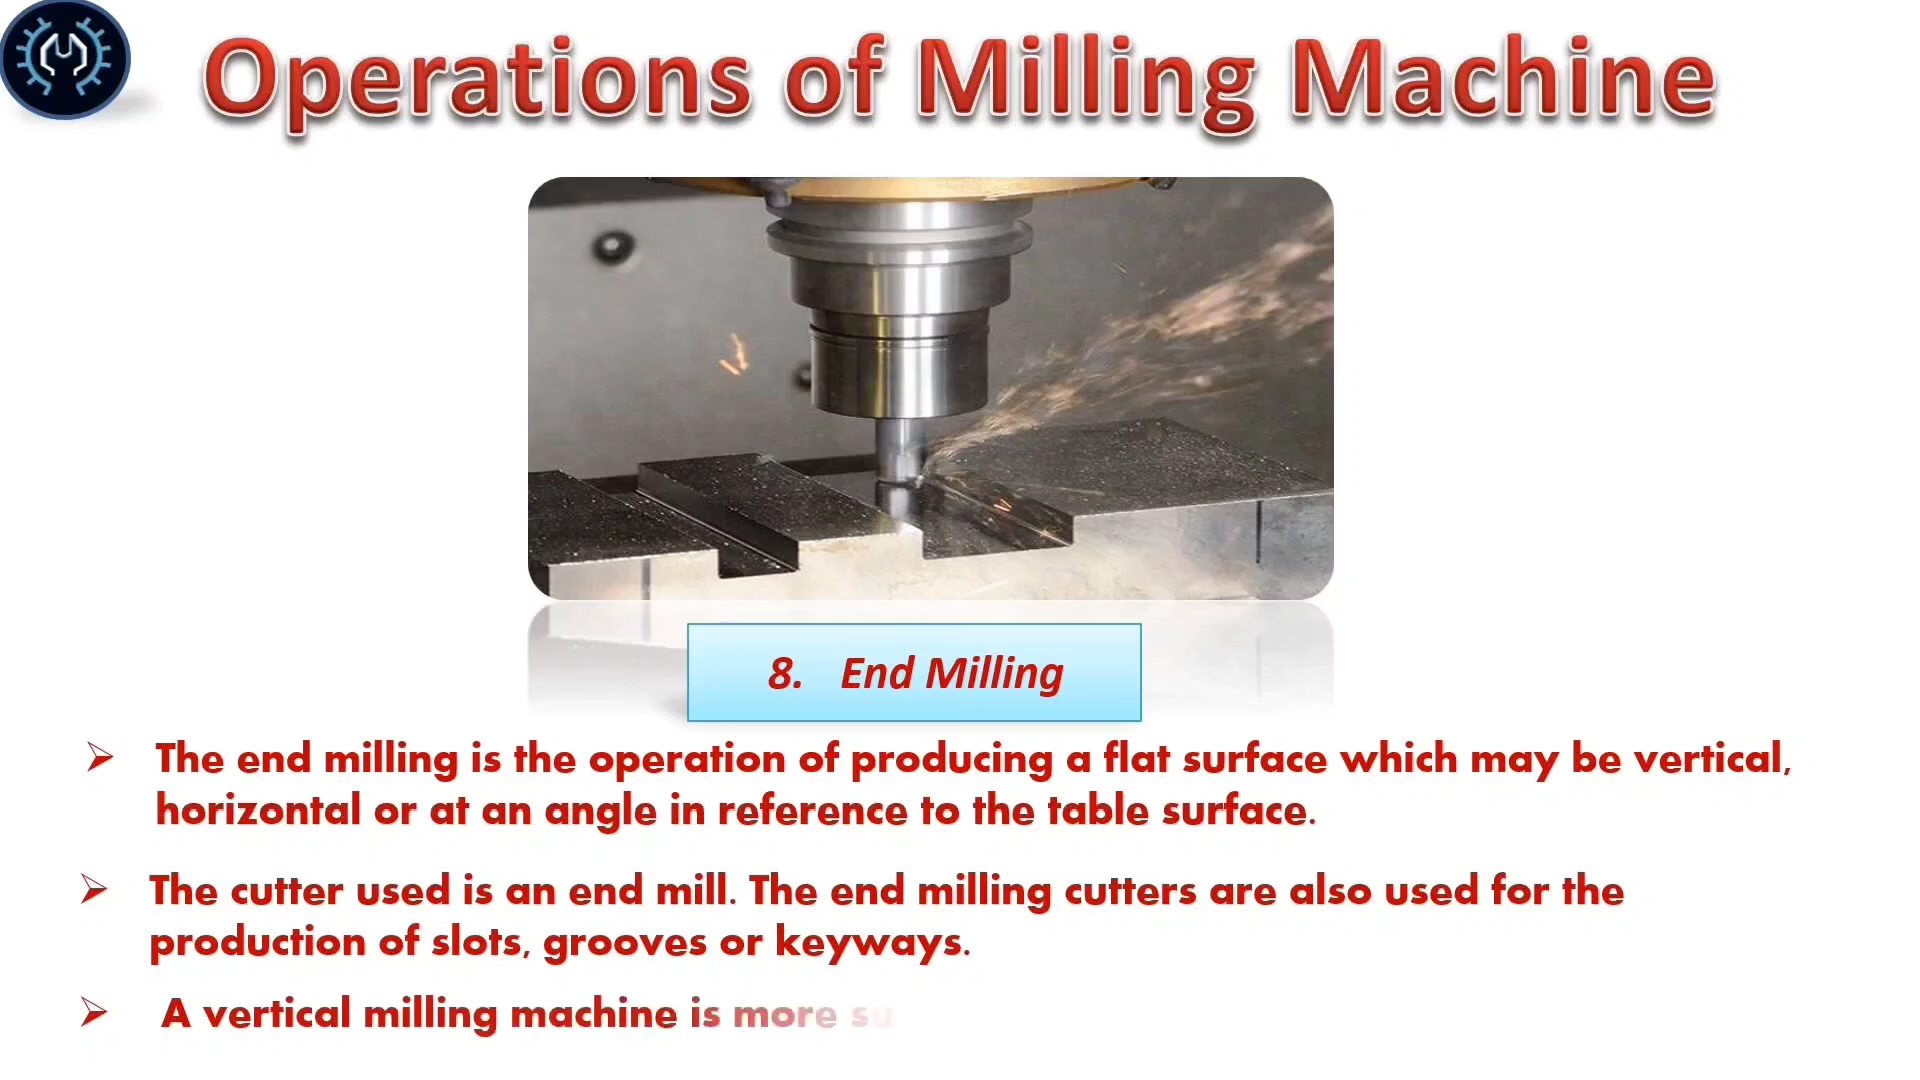 Operations of Milling Machine
8. End Milling
The end milling is the operation of producing a flat surface which may be vertical,
horizontal or at an angle in reference to the table surface.
The cutter used is an end mill. The end milling cutters are also used for the
production of slots, grooves or keyways.
A vertical milling machine is more